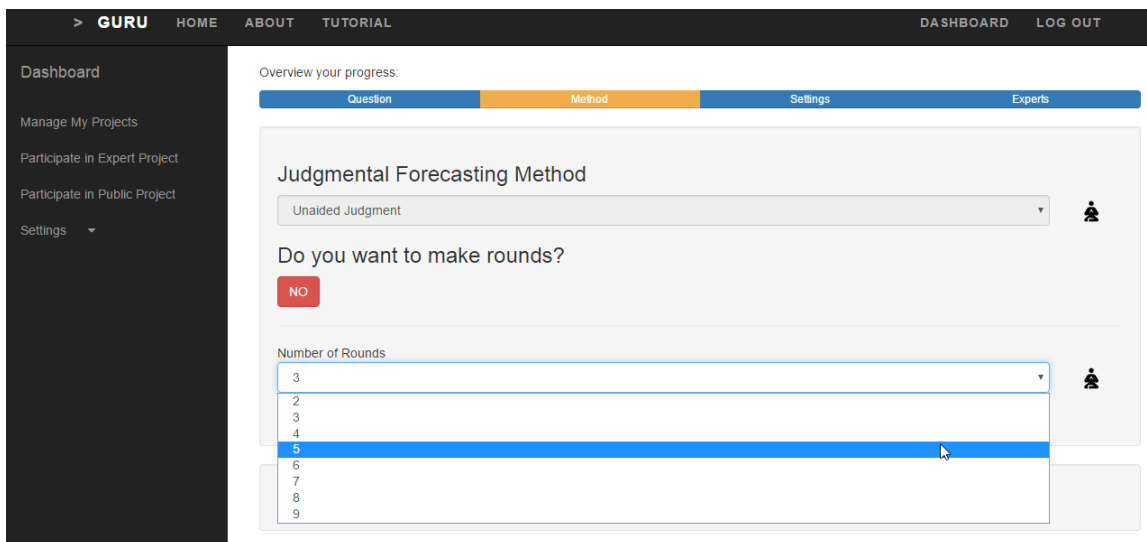 > GURU HOME ABOUT TUTORIAL DASHBOARD LOG OUT
Dashboard
Manage My Projects
Participate in Expert Project
Participate in Public Project
Settings
Overview your progress:
Question Method Settings Experts
Judgmental Forecasting Method
Unaided Judgment
Do you want to make rounds?
NO
Number of Rounds
3
2
3
4
5
6
7
8
9